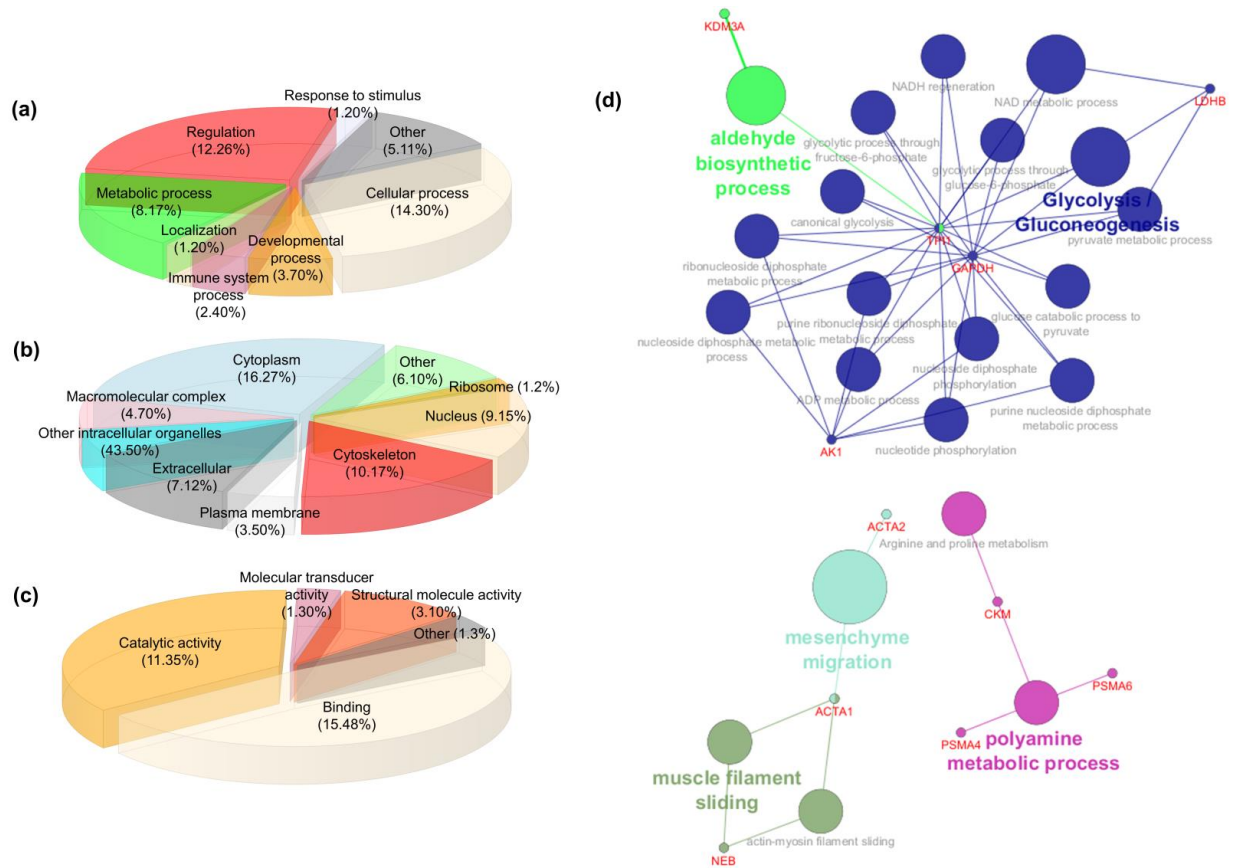 (a)
Response to stimulus
(1.20%)
Regulation
(12.26%)
Other
(5.11%)
Metabolic process
(8.17%)
Cellular process
(14.30%)
Localization
(1.20%)
Developmental
process
(3.70%)
Immune system
process
(2.40%)
(b)
Cytoplasm
(16.27%)
Other
(6.10%)
Ribosome (1.2%)
Macromolecular complex
(4.70%)
Nucleus (9.15%)
Other intracellular organelles
(43.50%)
Cytoskeleton
(10.17%)
Extracellular
(7.12%)
Plasma membrane
(3.50%)
(c)
Molecular transducer
activity
(1.30%)
Structural molecule activity
(3.10%)
Catalytic activity
(11.35%)
Other (1.3%)
Binding
(15.48%)
(d)
KDM3A
aldehyde
biosynthetic
process
NADH regeneration
NAD metabolic process
LDHB
glycolytic process through
fructose-6-phosphate
glycolytic process through
glucose-6-phosphate
Glycolysis /
Gluconeogenesis
canonical glycolysis
pyruvate metabolic process
TPI1
GAPDH
ribonucleoside diphosphate
metabolic process
glucose catabolic process to
pyruvate
purine ribonucleoside diphosphate
metabolic process
nucleoside diphosphate metabolic
process
nucleoside diphosphate
phosphorylation
ADP metabolic process
purine nucleoside diphosphate
metabolic process
AK1
nucleotide phosphorylation
ACTA2
Arginine and proline metabolism
mesenchyme
migration
CKM
ACTA1
PSMA6
PSMA4
polyamine
metabolic process
muscle filament
sliding
actin-myosin filament sliding
NEB